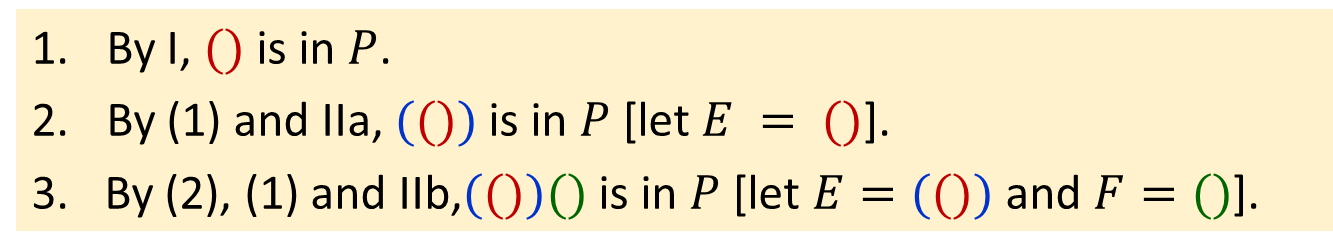 1. By I, () is in P.
2. By (1) and IIa, (()) is in P [let E = ()].
3. By (2), (1) and IIb,(())() is in P [let E = (()) and F = ()].